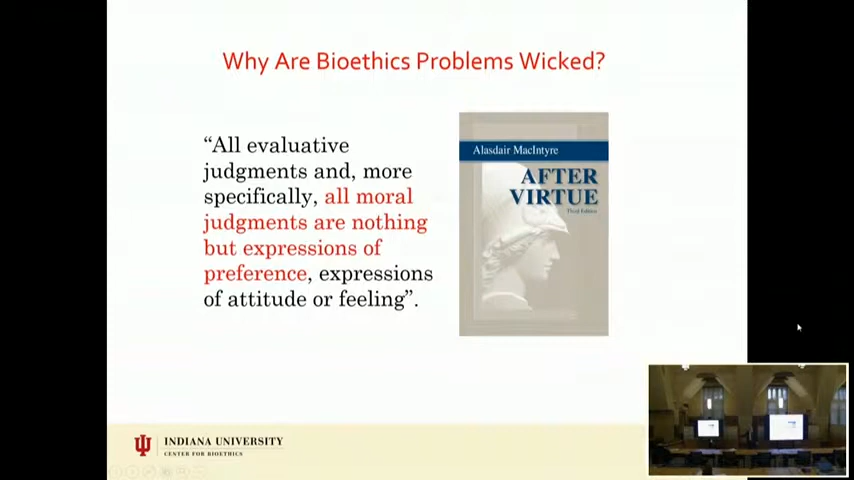 Why Are Bioethics Problems Wicked?
“All evaluative
judgments and, more
specifically, all moral
judgments are nothing
but expressions of
preference, expressions
of attitude or feeling”.
Alasdair MacIntyre
AFTER
VIRTUE
Third Edition
INDIANA UNIVERSITY
CENTER FOR BIOETHICS